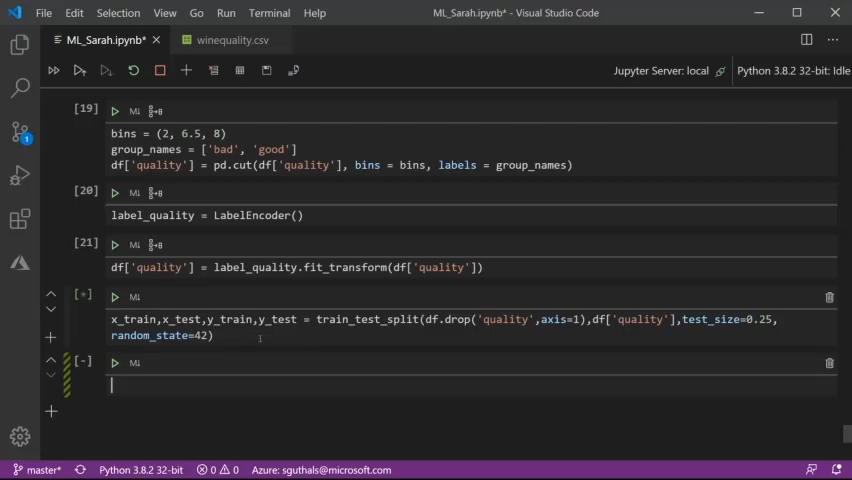 File Edit Selection View Go Run Terminal Help ML_Sarah.ipynb* - Visual Studio Code
ML_Sarah.ipynb* winequality.csv
Jupyter Server: local Python 3.8.2 32-bit: Idle
[19] M↓
bins = (2, 6.5, 8)
group_names = ['bad', 'good']
df['quality'] = pd.cut(df['quality'], bins = bins, labels = group_names)
[20] M↓
label_quality = LabelEncoder()
[21] M↓
df['quality'] = label_quality.fit_transform(df['quality'])
[*] M↓
x_train,x_test,y_train,y_test = train_test_split(df.drop('quality',axis=1),df['quality'],test_size=0.25,
random_state=42)
[-] M↓
1
master* Python 3.8.2 32-bit 0 0 Azure: sguthals@microsoft.com